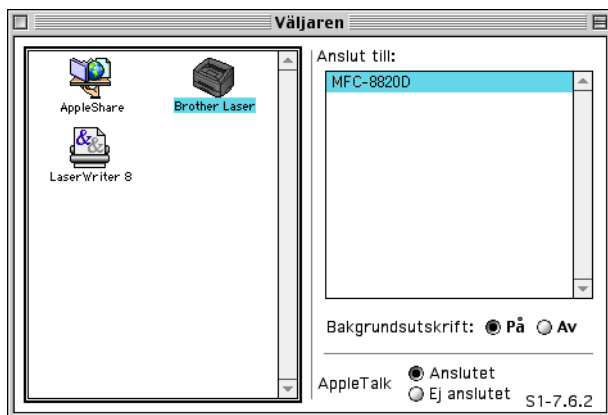 Väljaren
AppleShare
Brother Laser
LaserWriter 8
Anslut till:
MFC-8820D
Bakgrundsutskrift: På Av
AppleTalk
Anslutet
Ej anslutet
S1-7.6.2